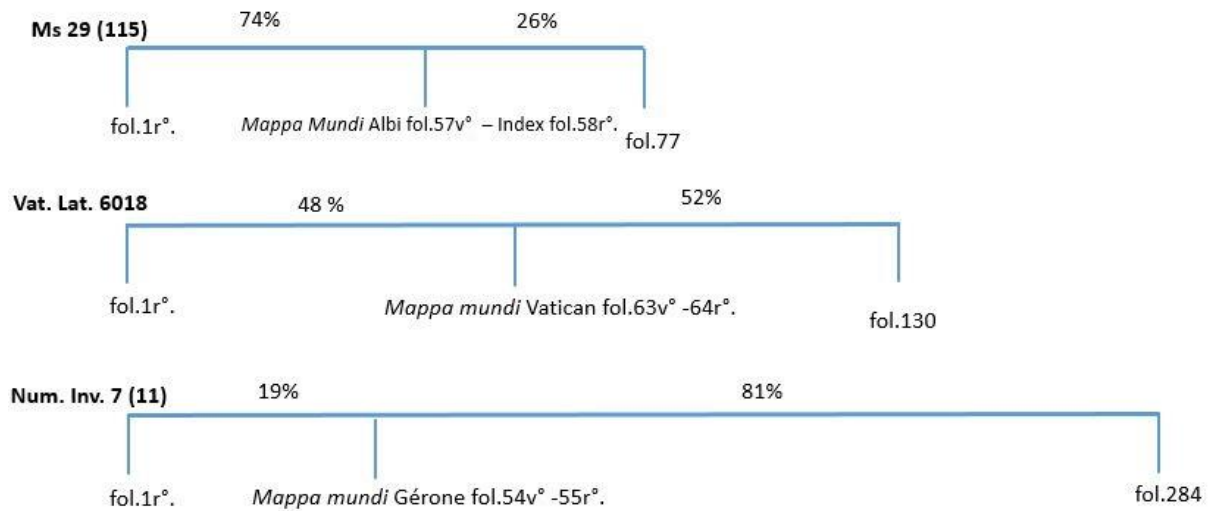 Ms 29 (115)
74%
26%
fol.1r°.
Mappa Mundi Albi fol.57v° – Index fol.58r°.
fol.77
Vat. Lat. 6018
48 %
52%
fol.1r°.
Mappa mundi Vatican fol.63v° -64r°.
fol.130
Num. Inv. 7 (11)
19%
81%
fol.1r°.
Mappa mundi Gérone fol.54v° -55r°.
fol.284